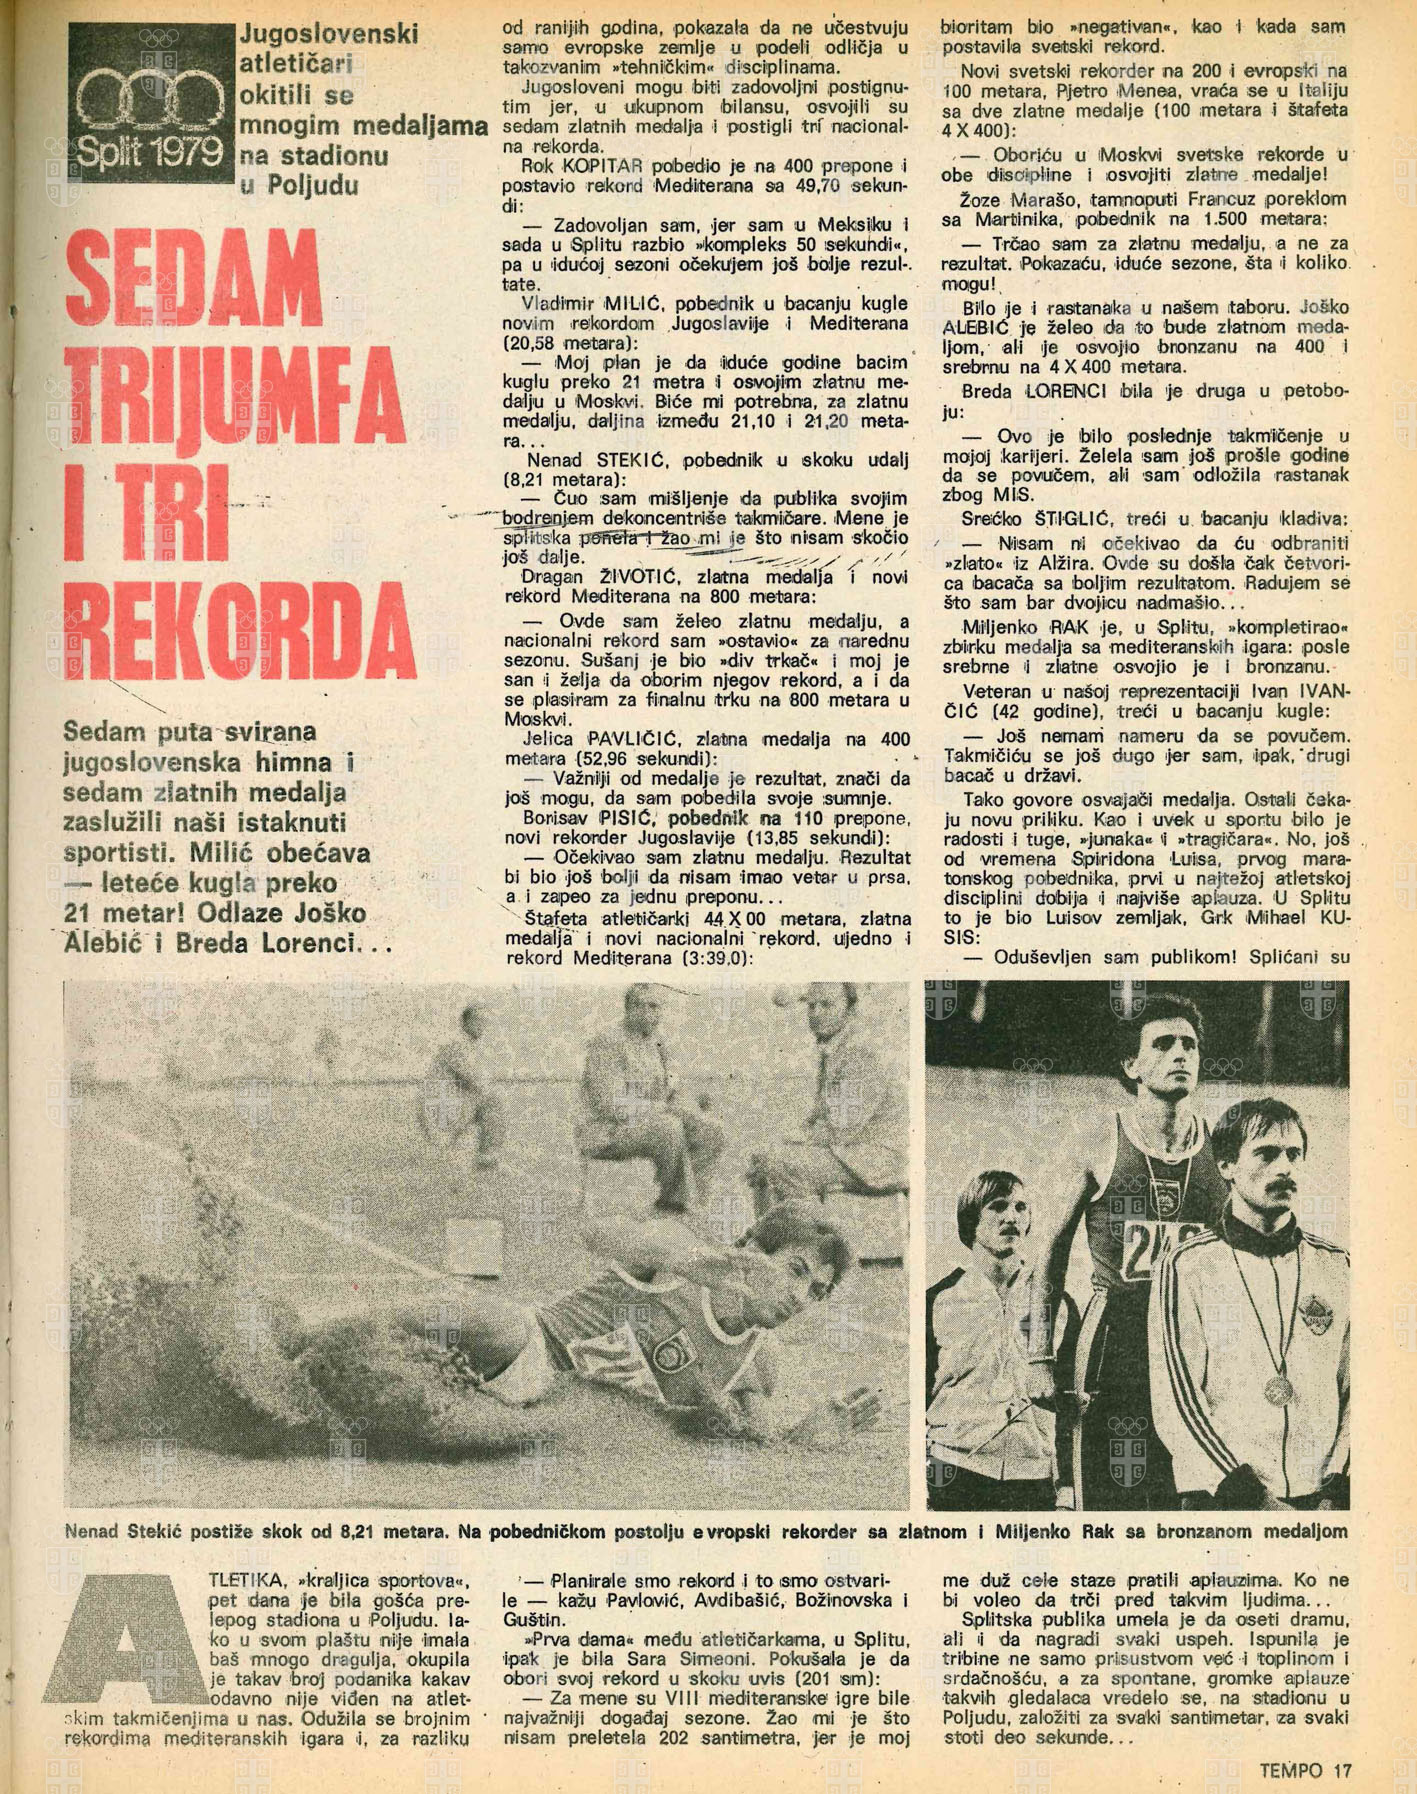 Split 1979
Jugoslovenski
atletičari
okitili se
mnogim medaljama
na stadionu
u Poljudu
SEDAM
TRIJUMFA
I TRI
REKORDA
Sedam puta svirana
jugoslovenska himna i
sedam zlatnih medalja
zaslužili naši istaknuti
sportisti. Milić obećava
— leteće kugla preko
21 metar! Odlaze Joško
Alebić i Breda Lorenci...
ATLETIKA, »kraljica sportova«,
pet dana je bila gošća pre-
lepog stadiona u Poljudu. Ia-
ko u svom plaštu nije imala
baš mnogo dragulja, okupila
je takav broj podanika kakav
odavno nije viđen na atlet-
skim takmičenjima u nas. Odužila se brojnim
rekordima mediteranskih igara i, za razliku
od ranijih godina, pokazala da ne učestvuju
samo evropske zemlje u podeli odličja u
takozvanim »tehničkim« disciplinama.
Jugosloveni mogu biti zadovoljni postignu-
tim jer, u ukupnom bilansu, osvojili su
sedam zlatnih medalja i postigli tri nacional-
na rekorda.
Rok KOPITAR pobedio je na 400 prepone i
postavio rekord Mediterana sa 49,70 sekun-
di:
— Zadovoljan sam, jer sam u Meksiku i
sada u Splitu razbio »kompleks 50 sekundi«,
pa u idućoj sezoni očekujem još bolje rezul-
tate.
Vladimir MILIĆ, pobednik u bacanju kugle
novim rekordom Jugoslavije i Mediterana
(20,58 metara):
— Moj plan je da iduće godine bacim
kuglu preko 21 metra i osvojim zlatnu me-
dalju u Moskvi. Biće mi potrebna, za zlatnu
medalju, daljina između 21,10 i 21,20 meta-
ra...
Nenad STEKIĆ, pobednik u skoku udalj
(8,21 metara):
— Čuo sam mišljenje da publika svojim
bodrenjem dekoncentriše takmičare. Mene je
splitska ponela i žao mi je što nisam skočio
još dalje.
Dragan ŽIVOTIĆ, zlatna medalja i novi
rekord Mediterana na 800 metara:
— Ovde sam želeo zlatnu medalju, a
nacionalni rekord sam »ostavio« za narednu
sezonu. Sušanj je bio »div trkač« i moj je
san i želja da oborim njegov rekord, a i da
se plasiram za finalnu trku na 800 metara u
Moskvi.
Jelica PAVLIČIĆ, zlatna medalja na 400
metara (52,96 sekundi):
— Važniji od medalje je rezultat, znači da
još mogu, da sam pobedila svoje sumnje.
Borisav PISIĆ, pobednik na 110 prepone,
novi rekorder Jugoslavije (13,85 sekundi):
— Očekivao sam zlatnu medalju. Rezultat
bi bio još bolji da nisam imao vetar u prsa,
a i zapeo za jednu preponu...
Štafeta atletičarki 44X00 metara, zlatna
medalja i novi nacionalni rekord, ujedno i
rekord Mediterana (3:39,0):
— Planirale smo rekord i to smo ostvari-
le — kažu Pavlović, Avdibašić, Božinovska i
Guštin.
»Prva dama« među atletičarkama, u Splitu,
ipak je bila Sara Simeoni. Pokušala je da
obori svoj rekord u skoku uvis (201 sm):
— Za mene su VIII mediteranske igre bile
najvažniji događaj sezone. Žao mi je što
nisam preletela 202 santimetra, jer je moj
bioritam bio »negativan«, kao i kada sam
postavila svetski rekord.
Novi svetski rekorder na 200 i evropski na
100 metara, Pjetro Menea, vraća se u Italiju
sa dve zlatne medalje (100 metara i štafeta
4 X 400):
— Oboriću u Moskvi svetske rekorde u
obe discipline i osvojiti zlatne medalje!
Žoze Marašo, tamnoputi Francuz poreklom
sa Martinika, pobednik na 1.500 metara:
— Trčao sam za zlatnu medalju, a ne za
rezultat. Pokazaću, iduće sezone, šta i koliko
mogu!
Bilo je i rastanaka u našem taboru. Joško
ALEBIĆ je želeo da to bude zlatnom meda-
ljom, ali je osvojio bronzanu na 400 i
srebrnu na 4 X 400 metara.
Breda LORENCI bila je druga u petobo-
ju:
— Ovo je bilo poslednje takmičenje u
mojoj karijeri. Želela sam još prošle godine
da se povučem, ali sam odložila rastanak
zbog MIS.
Srećko ŠTIGLIĆ, treći u bacanju kladiva:
— Nisam ni očekivao da ću odbraniti
»zlato« iz Alžira. Ovde su došla čak četvori-
ca bacača sa boljim rezultatom. Radujem se
što sam bar dvojicu nadmašio...
Miljenko RAK je, u Splitu, »kompletirao«
zbirku medalja sa mediteranskih igara: posle
srebrne i zlatne osvojio je i bronzanu.
Veteran u našoj reprezentaciji Ivan IVAN-
ČIĆ (42 godine), treći u bacanju kugle:
— Još nemam nameru da se povučem.
Takmičiću se još dugo jer sam, ipak, drugi
bacač u državi.
Tako govore osvajači medalja. Ostali čeka-
ju novu priliku. Kao i uvek u sportu bilo je
radosti i tuge, »junaka« i »tragičara«. No, još
od vremena Spiridona Luisa, prvog mara-
tonskog pobednika, prvi u najtežoj atletskoj
disciplini dobija i najviše aplauza. U Splitu
to je bio Luisov zemljak, Grk Mihael KU-
SIS:
— Oduševljen sam publikom! Splićani su
me duž cele staze pratili aplauzima. Ko ne
bi voleo da trči pred takvim ljudima...
Splitska publika umela je da oseti dramu,
ali i da nagradi svaki uspeh. Ispunila je
tribine ne samo prisustvom već i toplinom i
srdačnošću, a za spontane, gromke aplauze
takvih gledalaca vredelo se, na stadionu u
Poljudu, založiti za svaki santimetar, za svaki
stoti deo sekunde...
Nenad Stekić postiže skok od 8,21 metara. Na pobedničkom postolju evropski rekorder sa zlatnom i Miljenko Rak sa bronzanom medaljom
TEMPO 17